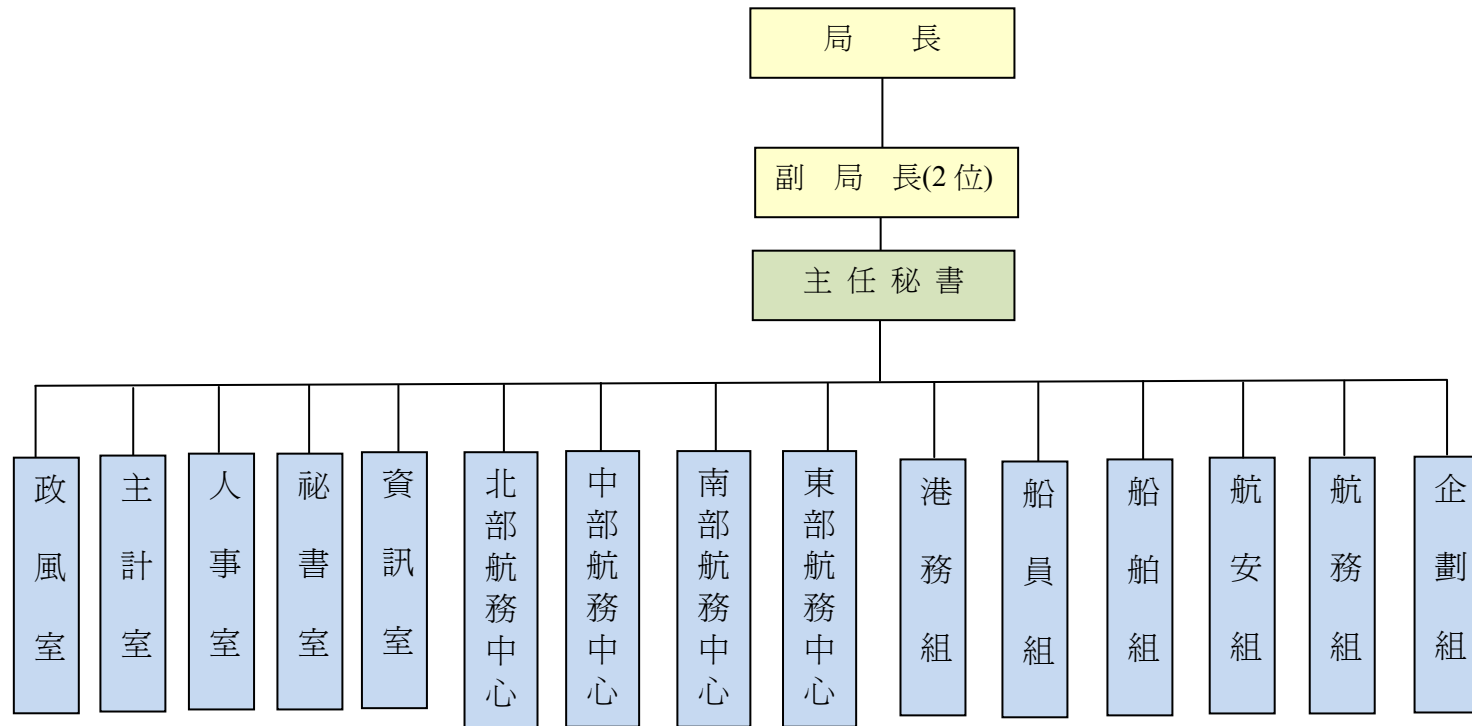 局　　長
副　局　長(2 位)
主 任 秘 書
政風室
主計室
人事室
祕書室
資訊室
北部航務中心
中部航務中心
南部航務中心
東部航務中心
港務組
船員組
船舶組
航安組
航務組
企劃組